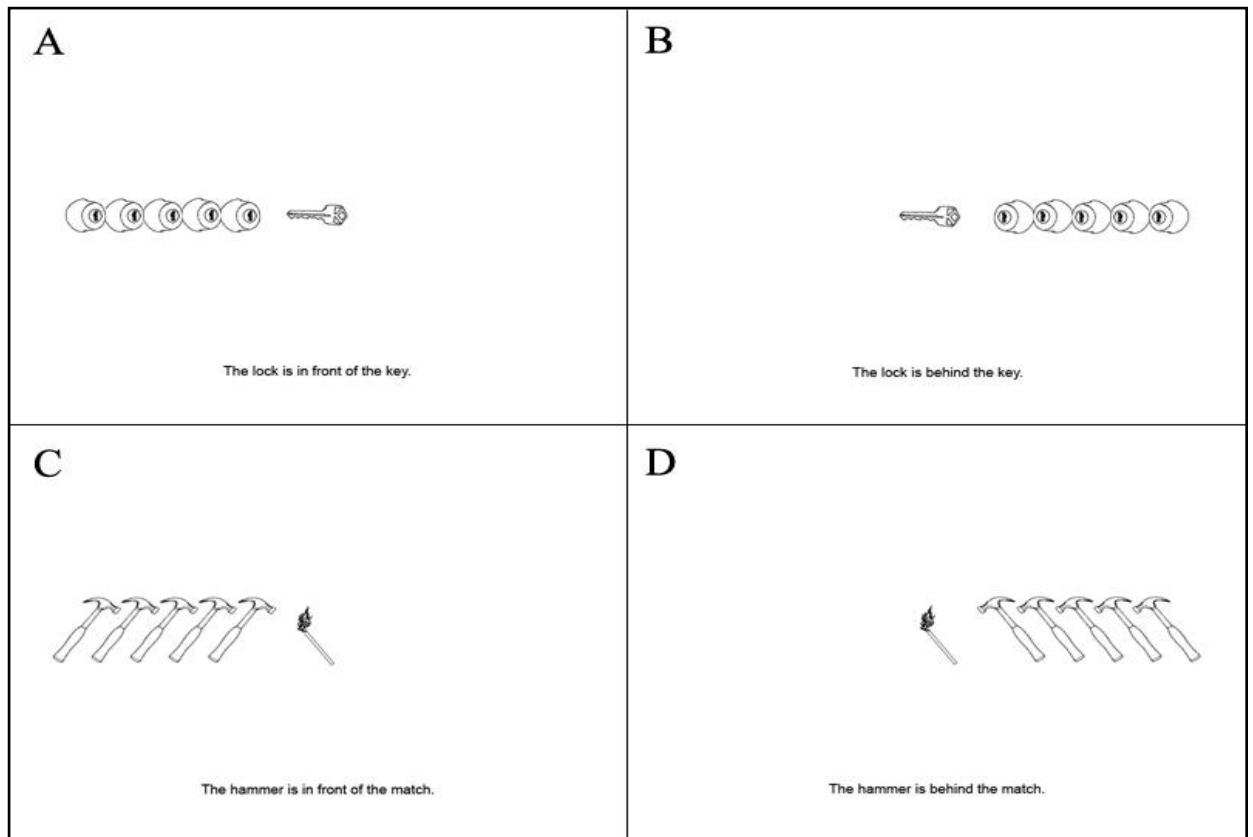 A
B
The lock is in front of the key.
The lock is behind the key.
C
D
The hammer is in front of the match.
The hammer is behind the match.